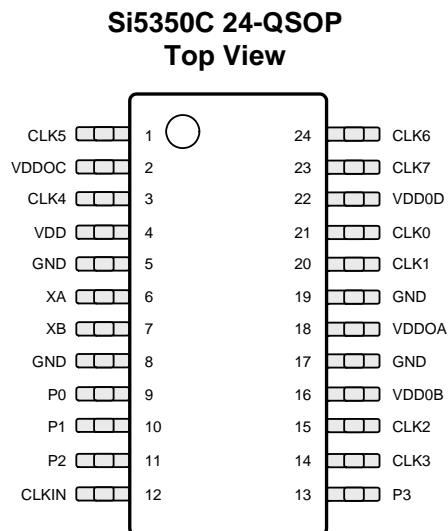 Si5350C 24-QSOP
Top View
CLK5 1 24 CLK6
VDDOC 2 23 CLK7
CLK4 3 22 VDD0D
VDD 4 21 CLK0
GND 5 20 CLK1
XA 6 19 GND
XB 7 18 VDDOA
GND 8 17 GND
P0 9 16 VDD0B
P1 10 15 CLK2
P2 11 14 CLK3
CLKIN 12 13 P3